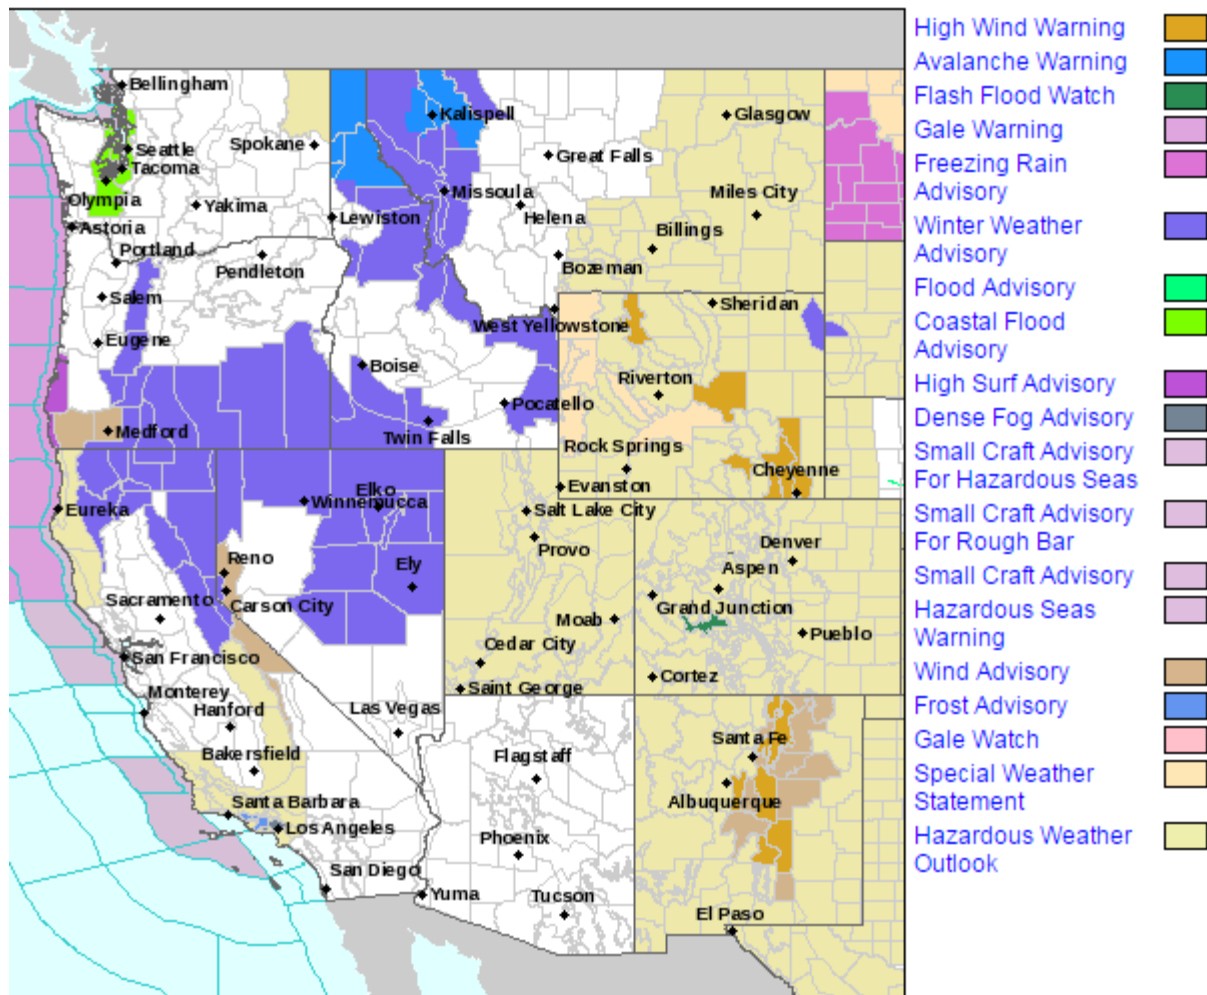 Bellingham
Kalispell
Glasgow
Seattle
Spokane
Great Falls
Tacoma
Miles City
Olympia
Yakima
Lewiston
Missoula
Helena
Astoria
Billings
Portland
Pendleton
Bozeman
Salem
Sheridan
West Yellowstone
Eugene
Boise
Riverton
Pocatello
Medford
Twin Falls
Rock Springs
Cheyenne
Elko
Evanston
Eureka
Winnemucca
Salt Lake City
Provo
Denver
Reno
Ely
Aspen
Sacramento
Carson City
Grand Junction
Moab
Pueblo
Cedar City
San Francisco
Cortez
Saint George
Monterey
Hanford
Las Vegas
Santa Fe
Bakersfield
Flagstaff
Albuquerque
Santa Barbara
Los Angeles
Phoenix
San Diego
Yuma
Tucson
El Paso
High Wind Warning
Avalanche Warning
Flash Flood Watch
Gale Warning
Freezing Rain
Advisory
Winter Weather
Advisory
Flood Advisory
Coastal Flood
Advisory
High Surf Advisory
Dense Fog Advisory
Small Craft Advisory
For Hazardous Seas
Small Craft Advisory
For Rough Bar
Small Craft Advisory
Hazardous Seas
Warning
Wind Advisory
Frost Advisory
Gale Watch
Special Weather
Statement
Hazardous Weather
Outlook